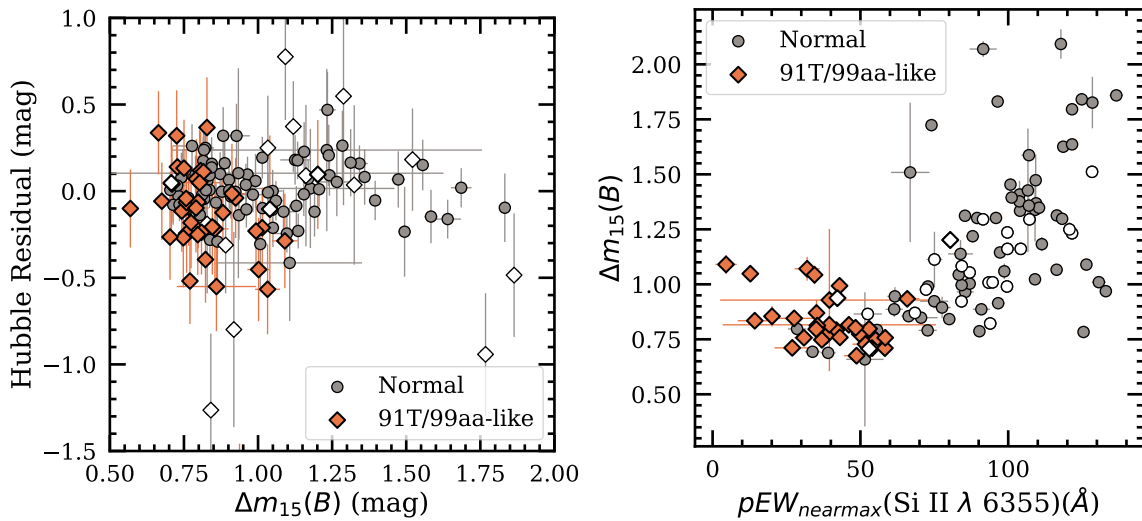 1.0
0.5
0.0
−0.5
−1.0
−1.5
Hubble Residual (mag)
Normal
91T/99aa-like
0.50 0.75 1.00 1.25 1.50 1.75 2.00
Δm₁₅(B) (mag)
Normal
91T/99aa-like
2.00
1.75
1.50
1.25
1.00
0.75
0.50
Δm₁₅(B)
0 50 100
pEW_nearmax(Si II λ 6355)(Å)